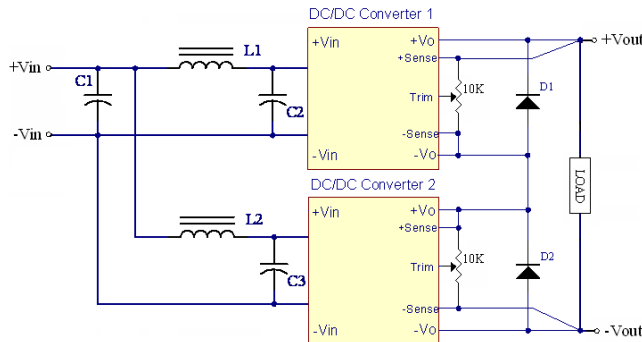 DC/DC Converter 1
+Vin
C1
L1
C2
+Vin
+Vo
+Sense
Trim
10K
D1
+Vout
-Vin
-Sense
-Vin
-Vo
DC/DC Converter 2
L2
C3
+Vin
+Vo
+Sense
Trim
10K
D2
LOAD
-Sense
-Vin
-Vo
-Vout